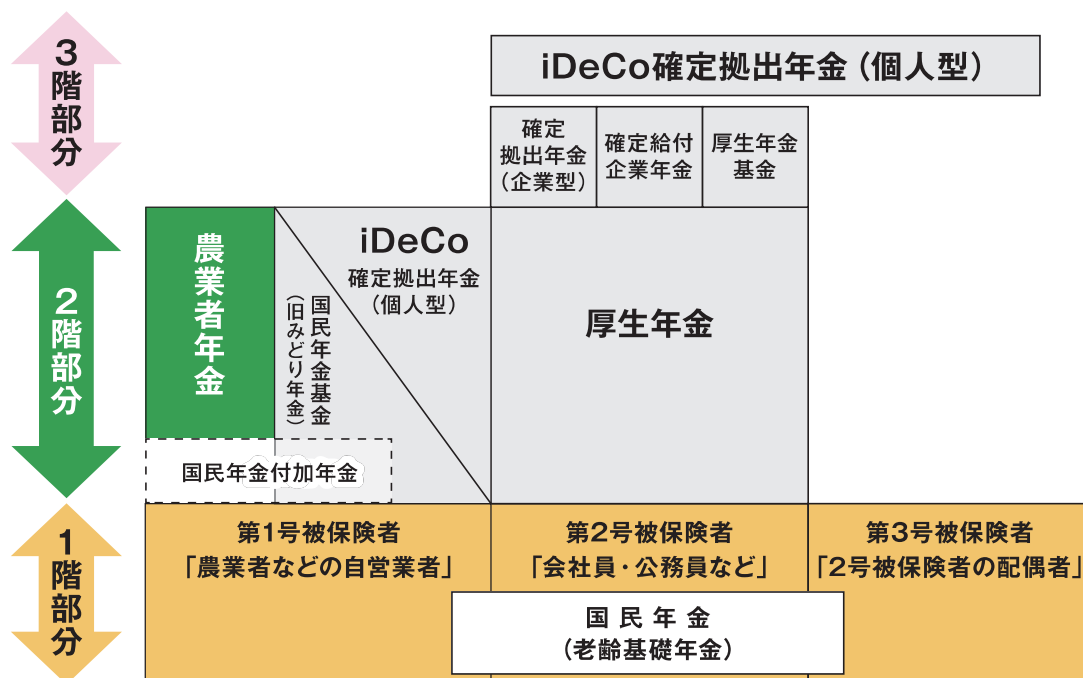 3階部分
iDeCo確定拠出年金（個人型）
確定
拠出年金
（企業型）
確定給付
企業年金
厚生年金
基金
2階部分
農業者年金
国民年金基金
（旧みどり年金）
iDeCo
確定拠出年金
（個人型）
厚生年金
国民年金付加年金
1階部分
第1号被保険者
「農業者などの自営業者」
第2号被保険者
「会社員・公務員など」
第3号被保険者
「2号被保険者の配偶者」
国民年金
（老齢基礎年金）